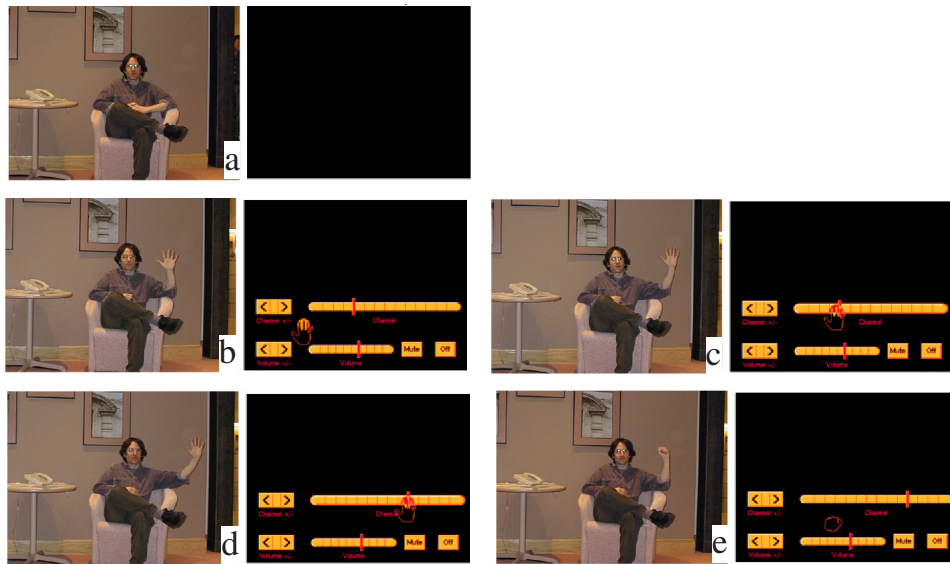 a
Channel +/-
Channel
Mute
Off
Volume +/-
Volume
b
Channel +/-
Channel
Mute
Off
Volume +/-
Volume
c
Channel +/-
Channel
Mute
Off
Volume +/-
Volume
d
Channel +/-
Channel
Mute
Off
Volume +/-
Volume
e